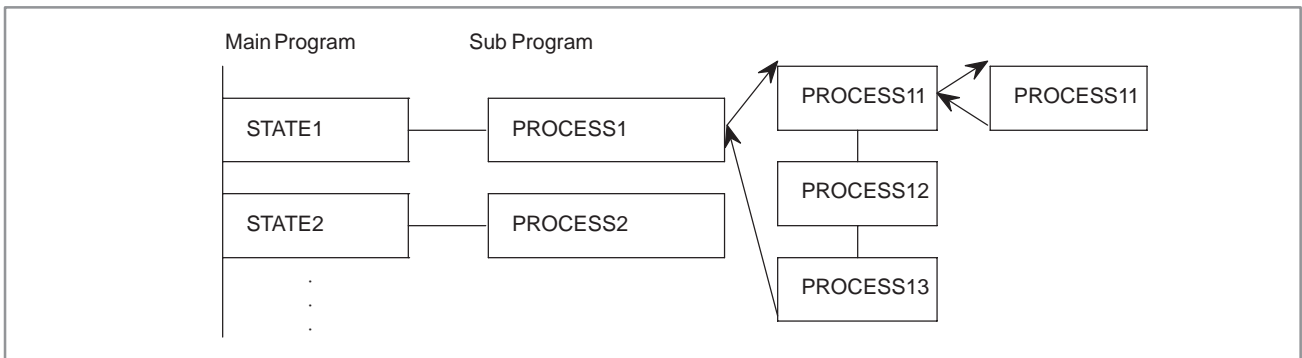 Main Program Sub Program
STATE1 PROCESS1 PROCESS11 PROCESS11
PROCESS12
STATE2 PROCESS2
PROCESS13